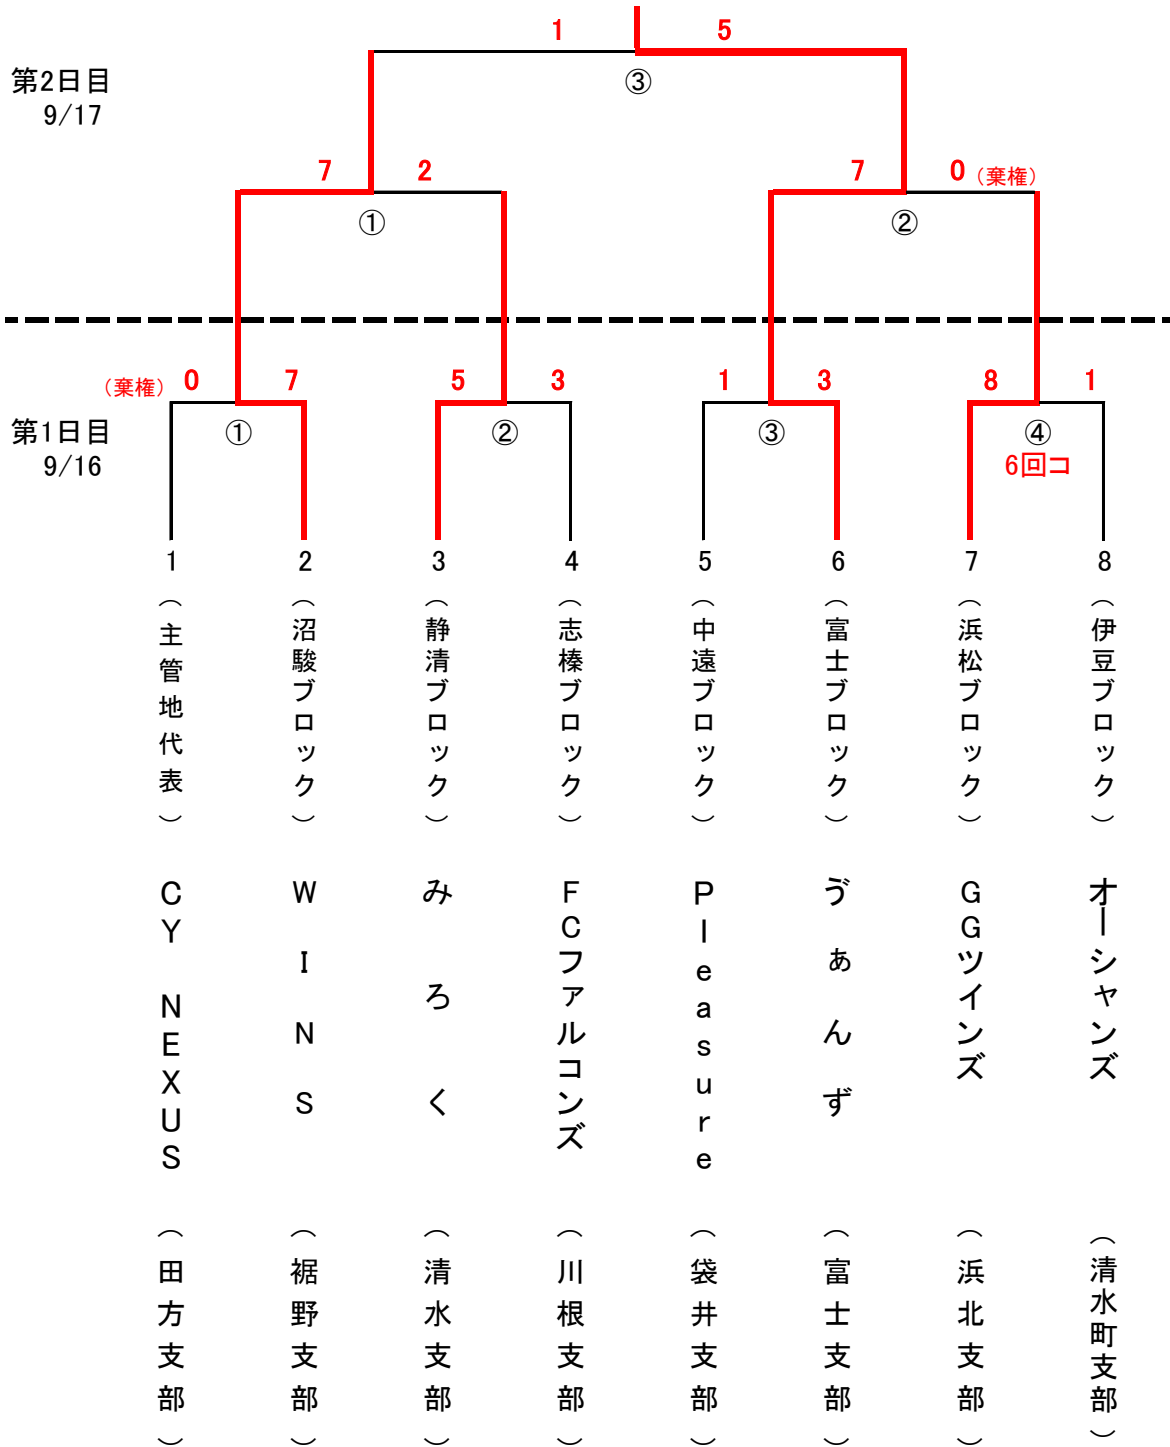 1 5
③
第2日目
9/17
7 2
①
7 0（棄権）
②
（棄権）0 7
①
5 3
②
1 3
③
8 1
④
6回コ
第1日目
9/16
1
（主管地代表）
CY NEXUS
（田方支部）
2
（沼駿ブロック）
WINS
（裾野支部）
3
（静清ブロック）
みろく
（清水支部）
4
（志榛ブロック）
FCファルコンズ
（川根支部）
5
（中遠ブロック）
Pleasure
（袋井支部）
6
（富士ブロック）
ゔぁんず
（富士支部）
7
（浜松ブロック）
GGツインズ
（浜北支部）
8
（伊豆ブロック）
オーシャンズ
（清水町支部）